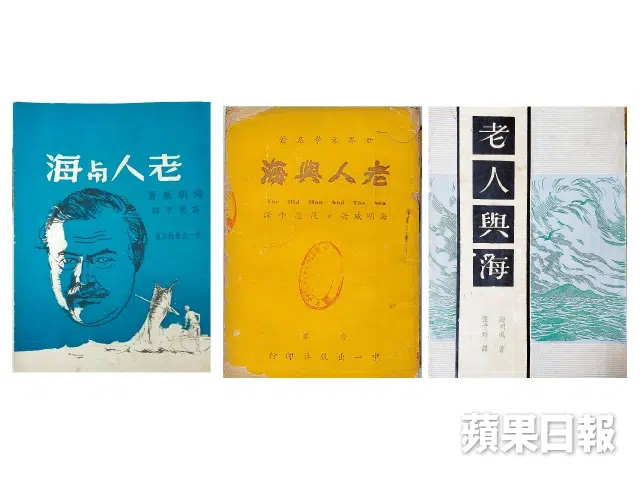 老人与海
海明威著
范思平譯
世界文學名著
老人與海
The Old Man And The Sea
海明威著 范思平譯
香港
中一出版社印行
老人與海
海明威 著
張愛玲 譯
蘋果日報